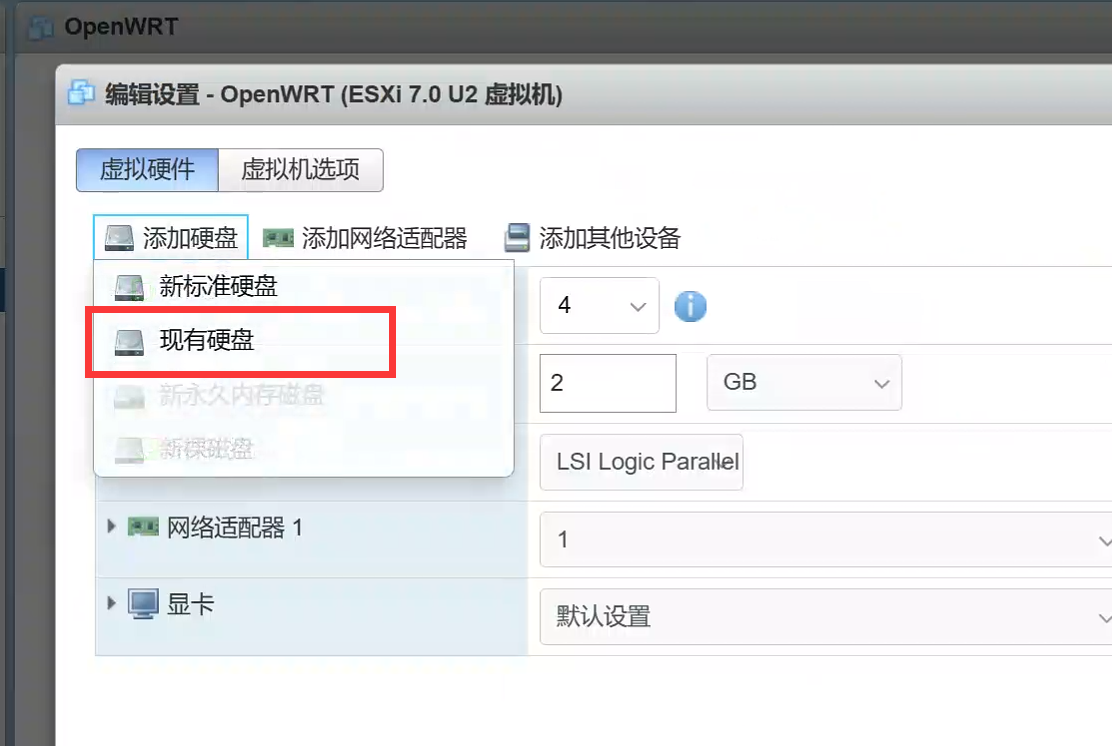 OpenWRT
编辑设置 - OpenWRT (ESXi 7.0 U2 虚拟机)
虚拟硬件 虚拟机选项
添加硬盘 添加网络适配器 添加其他设备
新标准硬盘
4
现有硬盘
2 GB
新永久内存磁盘
新裸磁盘
LSI Logic Parallel
网络适配器 1
1
显卡
默认设置